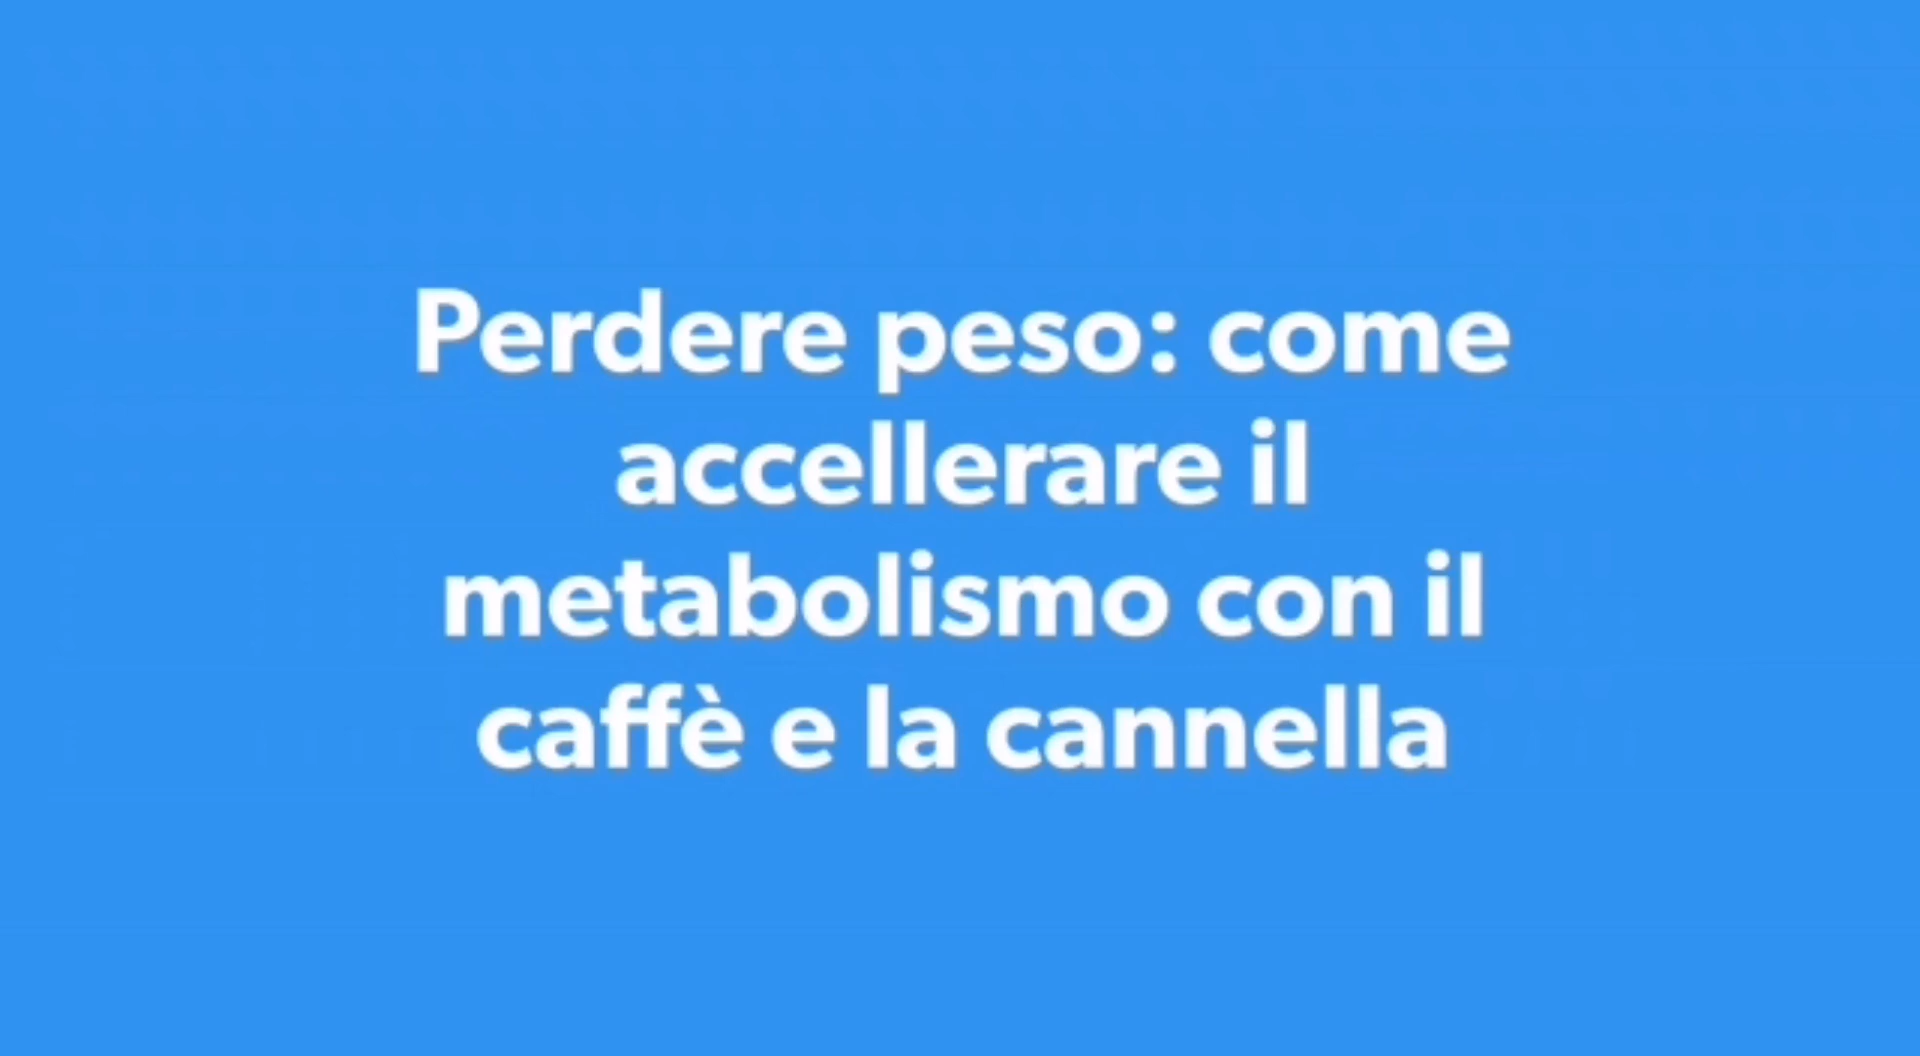 Perdere peso: come
accellerare il
metabolismo con il
caffè e la cannella